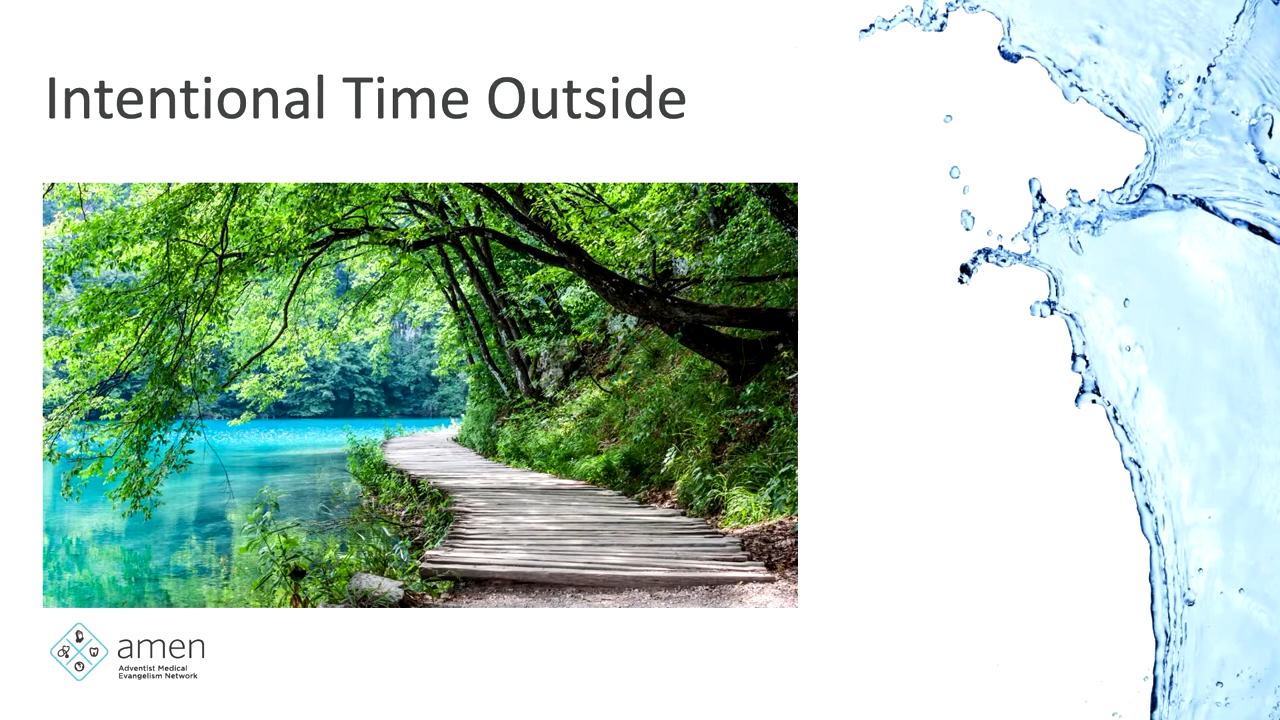 Intentional Time Outside
amen
Adventist Medical
Evangelism Network